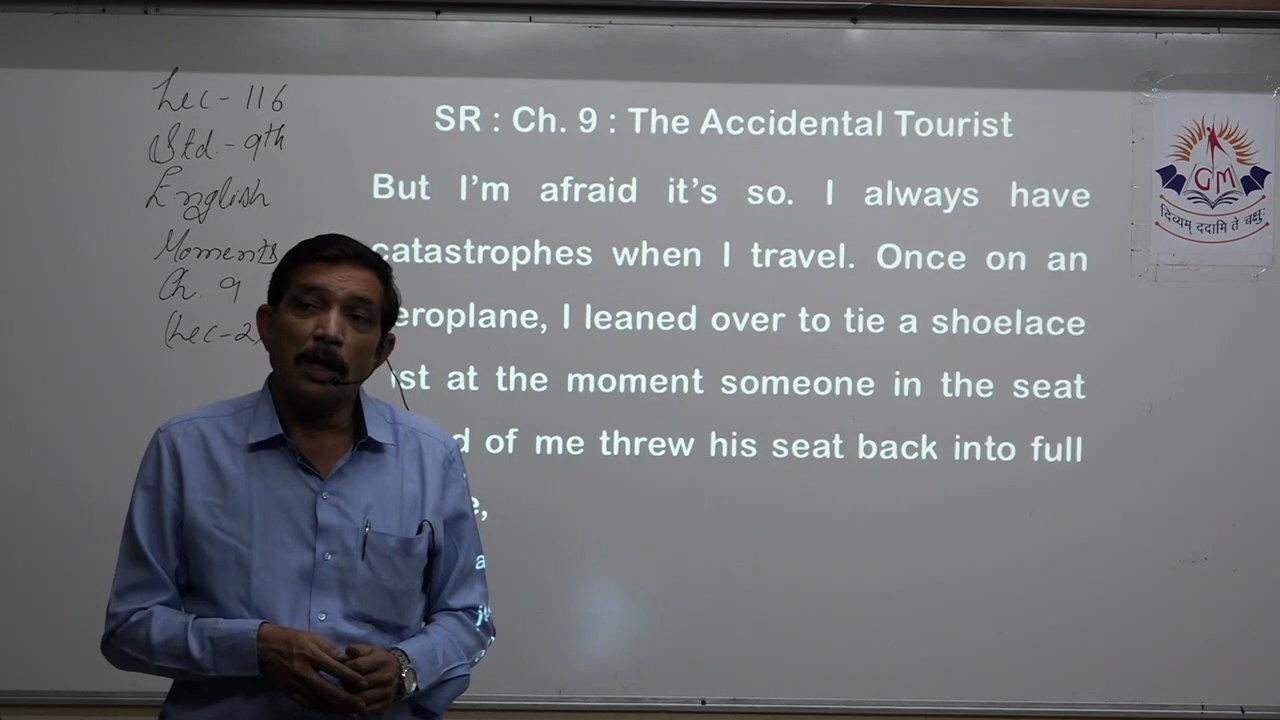 Lec - 116
Std. - 9th
English
Moments
Ch. 9
(Lec-2
SR : Ch. 9 : The Accidental Tourist
But I’m afraid it’s so. I always have
catastrophes when I travel. Once on an
eroplane, I leaned over to tie a shoelace
ust at the moment someone in the seat
d of me threw his seat back into full
e,
GM
दिव्यम् ददामि ते चक्षुः